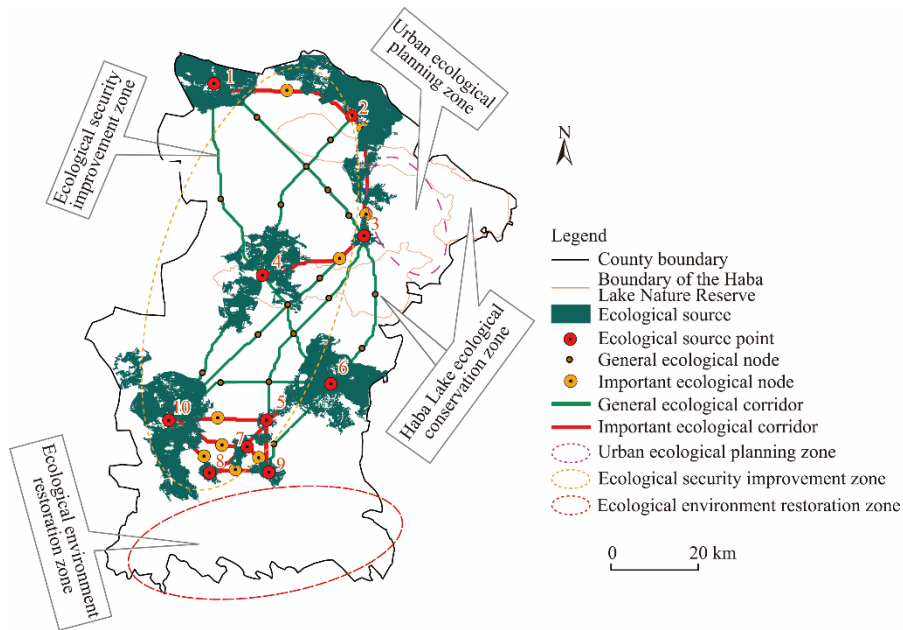 Urban ecological
planning zone
Ecological security
improvement zone
1
2
3
4
5
6
7
8
9
10
N
Haba Lake ecological
conservation zone
Ecological environment
restoration zone
Legend
County boundary
Boundary of the Haba
Lake Nature Reserve
Ecological source
Ecological source point
General ecological node
Important ecological node
General ecological corridor
Important ecological corridor
Urban ecological planning zone
Ecological security improvement zone
Ecological environment restoration zone
0 20 km